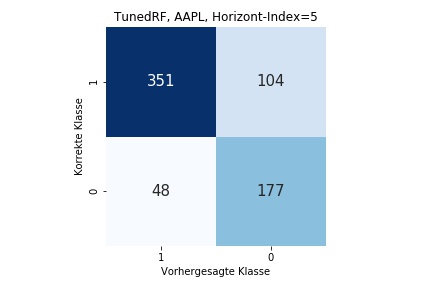 TunedRF, AAPL, Horizont-Index=5
Korrekte Klasse
1
351
104
0
48
177
1
0
Vorhergesagte Klasse